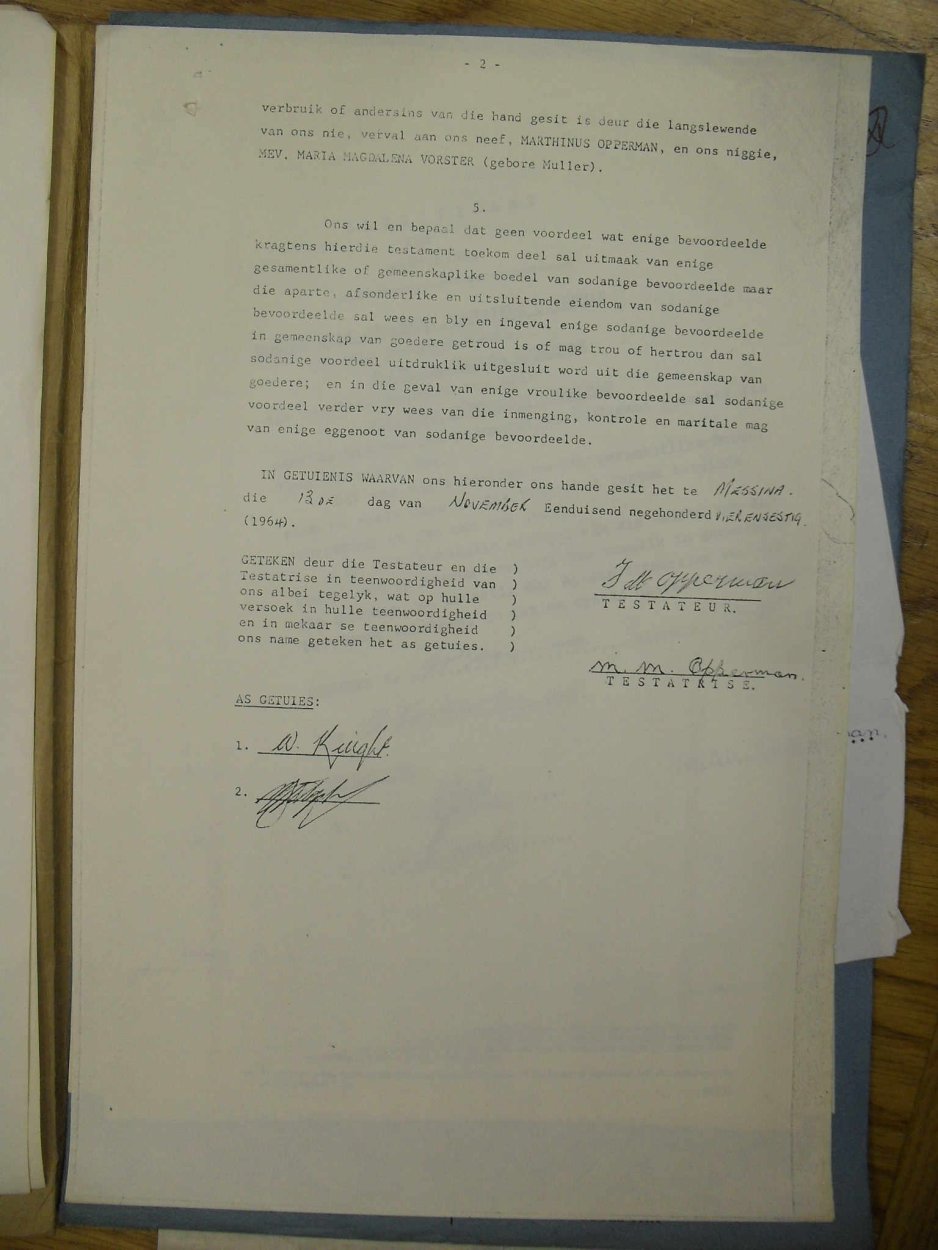 - 2 -
verbruik of andersins van die hand gesit is deur die langslewende
van ons nie, verval aan ons neef, MARTHINUS OPPERMAN, en ons niggie,
MEV. MARIA MAGDALENA VORSTER (gebore Muller).
5.
Ons wil en bepaal dat geen voordeel wat enige bevoordeelde
kragtens hierdie testament toekom deel sal uitmaak van enige
gesamentlike of gemeenskaplike boedel van sodanige bevoordeelde maar
die aparte, afsonderlike en uitsluitende eiendom van sodanige
bevoordeelde sal wees en bly en ingeval enige sodanige bevoordeelde
in gemeenskap van goedere getroud is of mag trou of hertrou dan sal
sodanige voordeel uitdruklik uitgesluit word uit die gemeenskap van
goedere; en in die geval van enige vroulike bevoordeelde sal sodanige
voordeel verder vry wees van die inmenging, kontrole en maritale mag
van enige eggenoot van sodanige bevoordeelde.
IN GETUIENIS WAARVAN ons hieronder ons hande gesit het te MESSINA.
die 13DE dag van NOVEMBER Eenduisend negehonderd VIERENSESTIG
(1964).
GETEKEN deur die Testateur en die )
Testatrise in teenwoordigheid van )
ons albei tegelyk, wat op hulle )
versoek in hulle teenwoordigheid )
en in mekaar se teenwoordigheid )
ons name geteken het as getuies. )
Opperman
TESTATEUR.
M. M. Opperman.
TESTATRISE.
AS GETUIES:
1. W. Knight.
2.